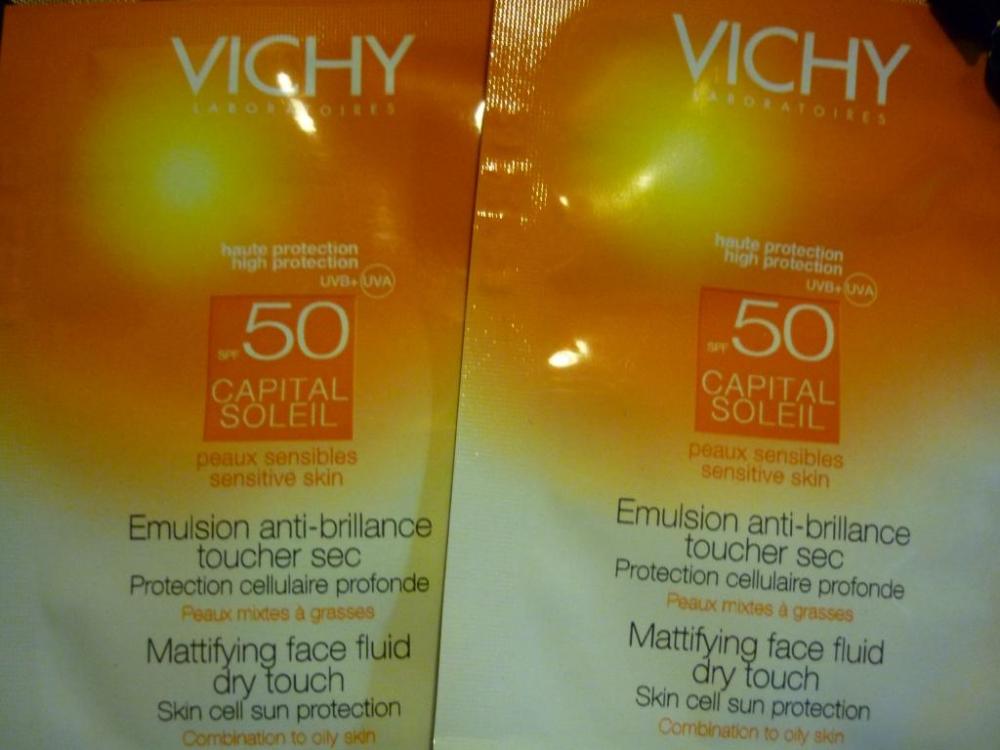 VICHY
LABORATOIRES
haute protection
high protection
UVB+ UVA
SPF 50
CAPITAL
SOLEIL
peaux sensibles
sensitive skin
Emulsion anti-brillance
toucher sec
Protection cellulaire profonde
Peaux mixtes à grasses
Mattifying face fluid
dry touch
Skin cell sun protection
Combination to oily skin
VICHY
LABORATOIRES
haute protection
high protection
UVB+ UVA
SPF 50
CAPITAL
SOLEIL
peaux sensibles
sensitive skin
Emulsion anti-brillance
toucher sec
Protection cellulaire profonde
Peaux mixtes à grasses
Mattifying face fluid
dry touch
Skin cell sun protection
Combination to oily skin